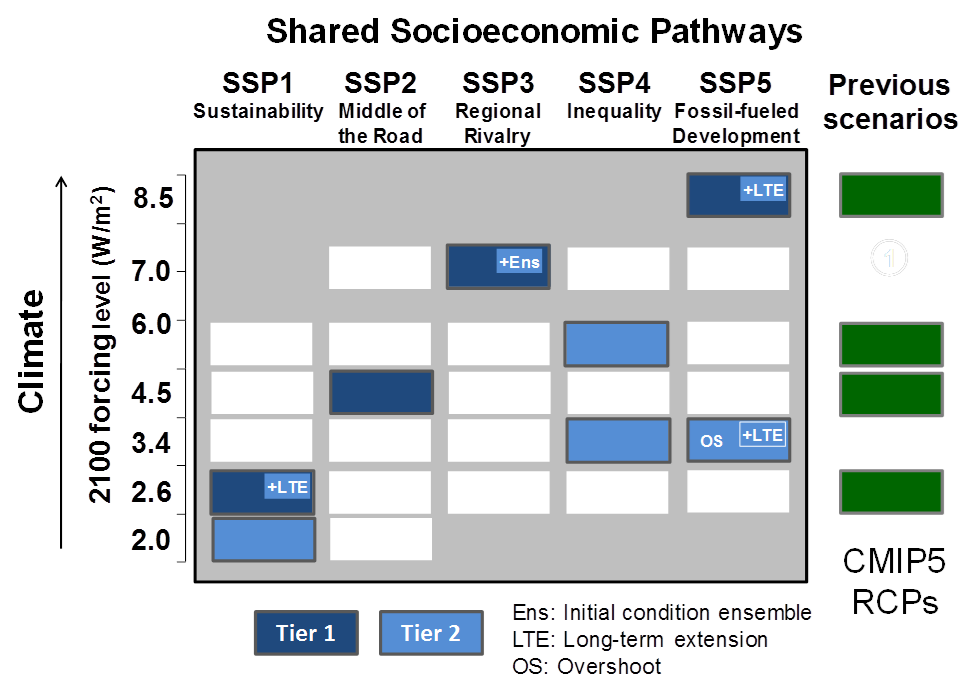 Shared Socioeconomic Pathways
SSP1
Sustainability
SSP2
Middle of
the Road
SSP3
Regional
Rivalry
SSP4
Inequality
SSP5
Fossil-fueled
Development
Previous
scenarios
Climate
2100 forcing level (W/m²)
8.5
+LTE
7.0
+Ens
1
6.0
4.5
3.4
OS +LTE
2.6
+LTE
2.0
CMIP5
RCPs
Tier 1
Tier 2
Ens: Initial condition ensemble
LTE: Long-term extension
OS: Overshoot